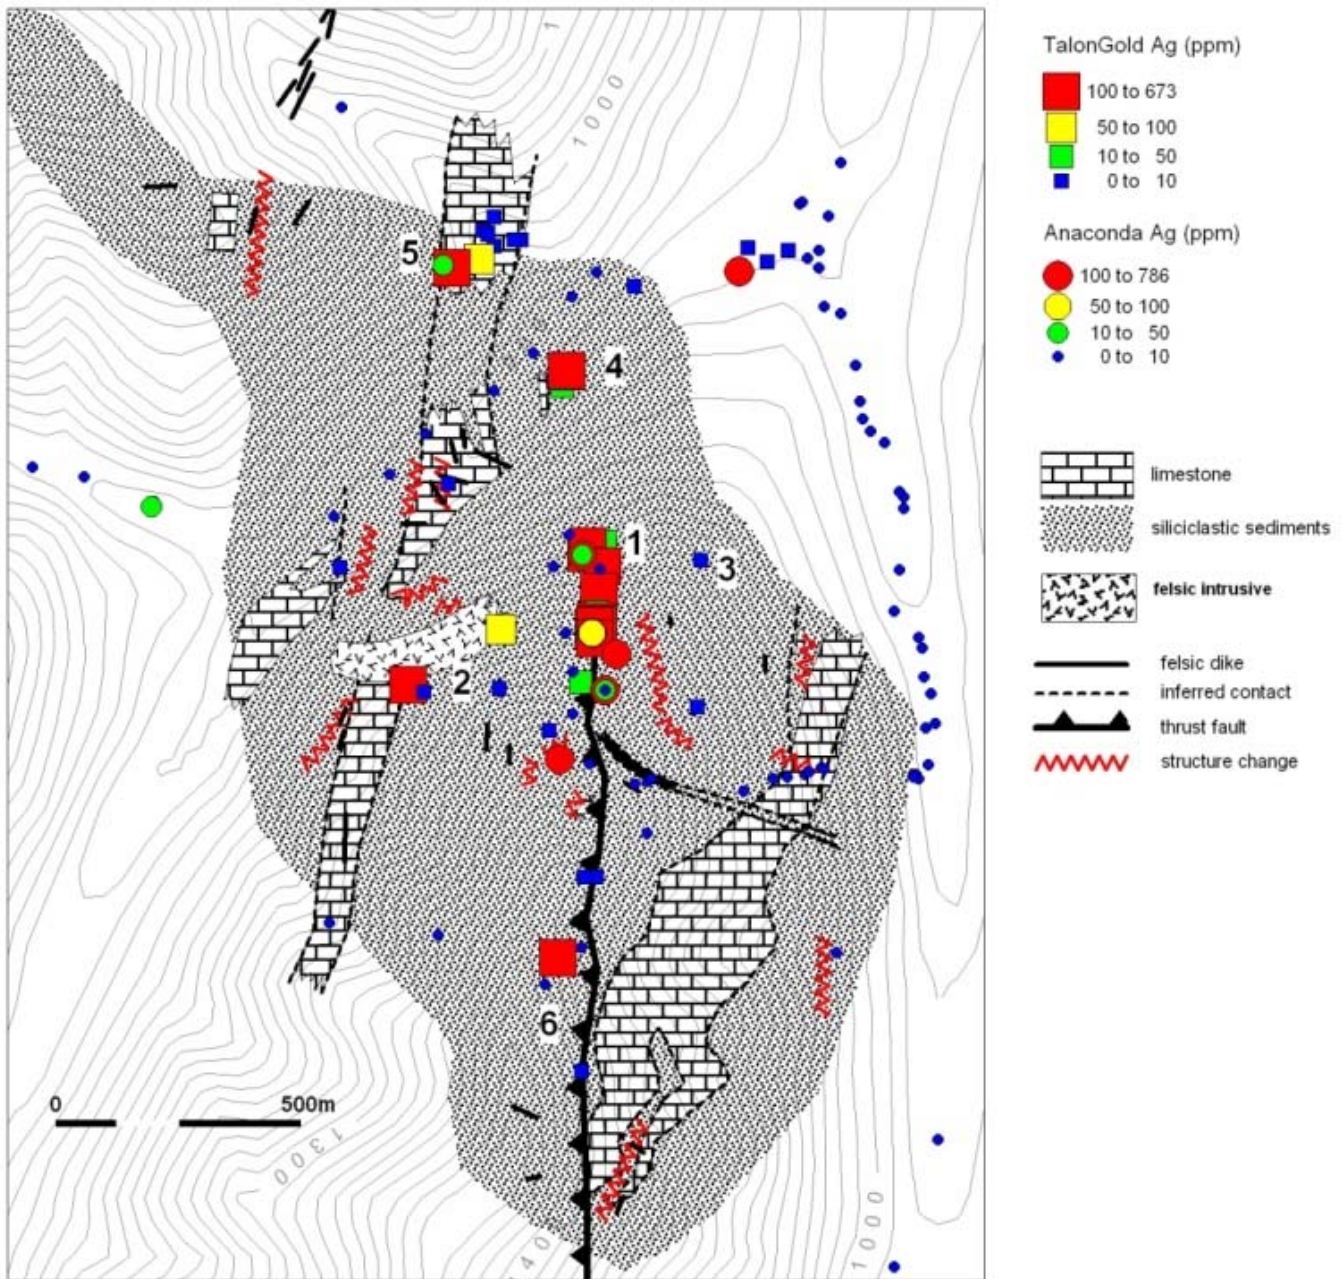 1
1000
5
4
1
3
2
6
0 500m
1300
140
1000
TalonGold Ag (ppm)
100 to 673
50 to 100
10 to 50
0 to 10
Anaconda Ag (ppm)
100 to 786
50 to 100
10 to 50
0 to 10
limestone
siliciclastic sediments
felsic intrusive
felsic dike
inferred contact
thrust fault
structure change